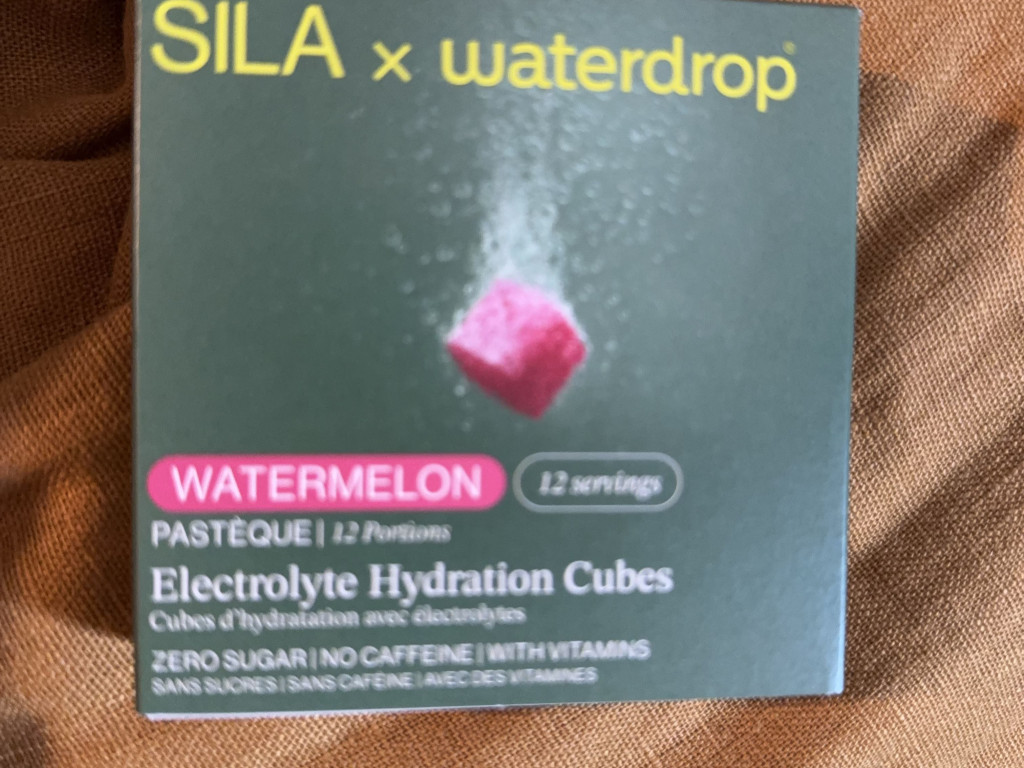 SILA x waterdrop®
WATERMELON 12 servings
PASTÈQUE | 12 Portions
Electrolyte Hydration Cubes
Cubes d'hydratation avec électrolytes
ZERO SUGAR | NO CAFFEINE | WITH VITAMINS
SANS SUCRES | SANS CAFÉINE | AVEC DES VITAMINES